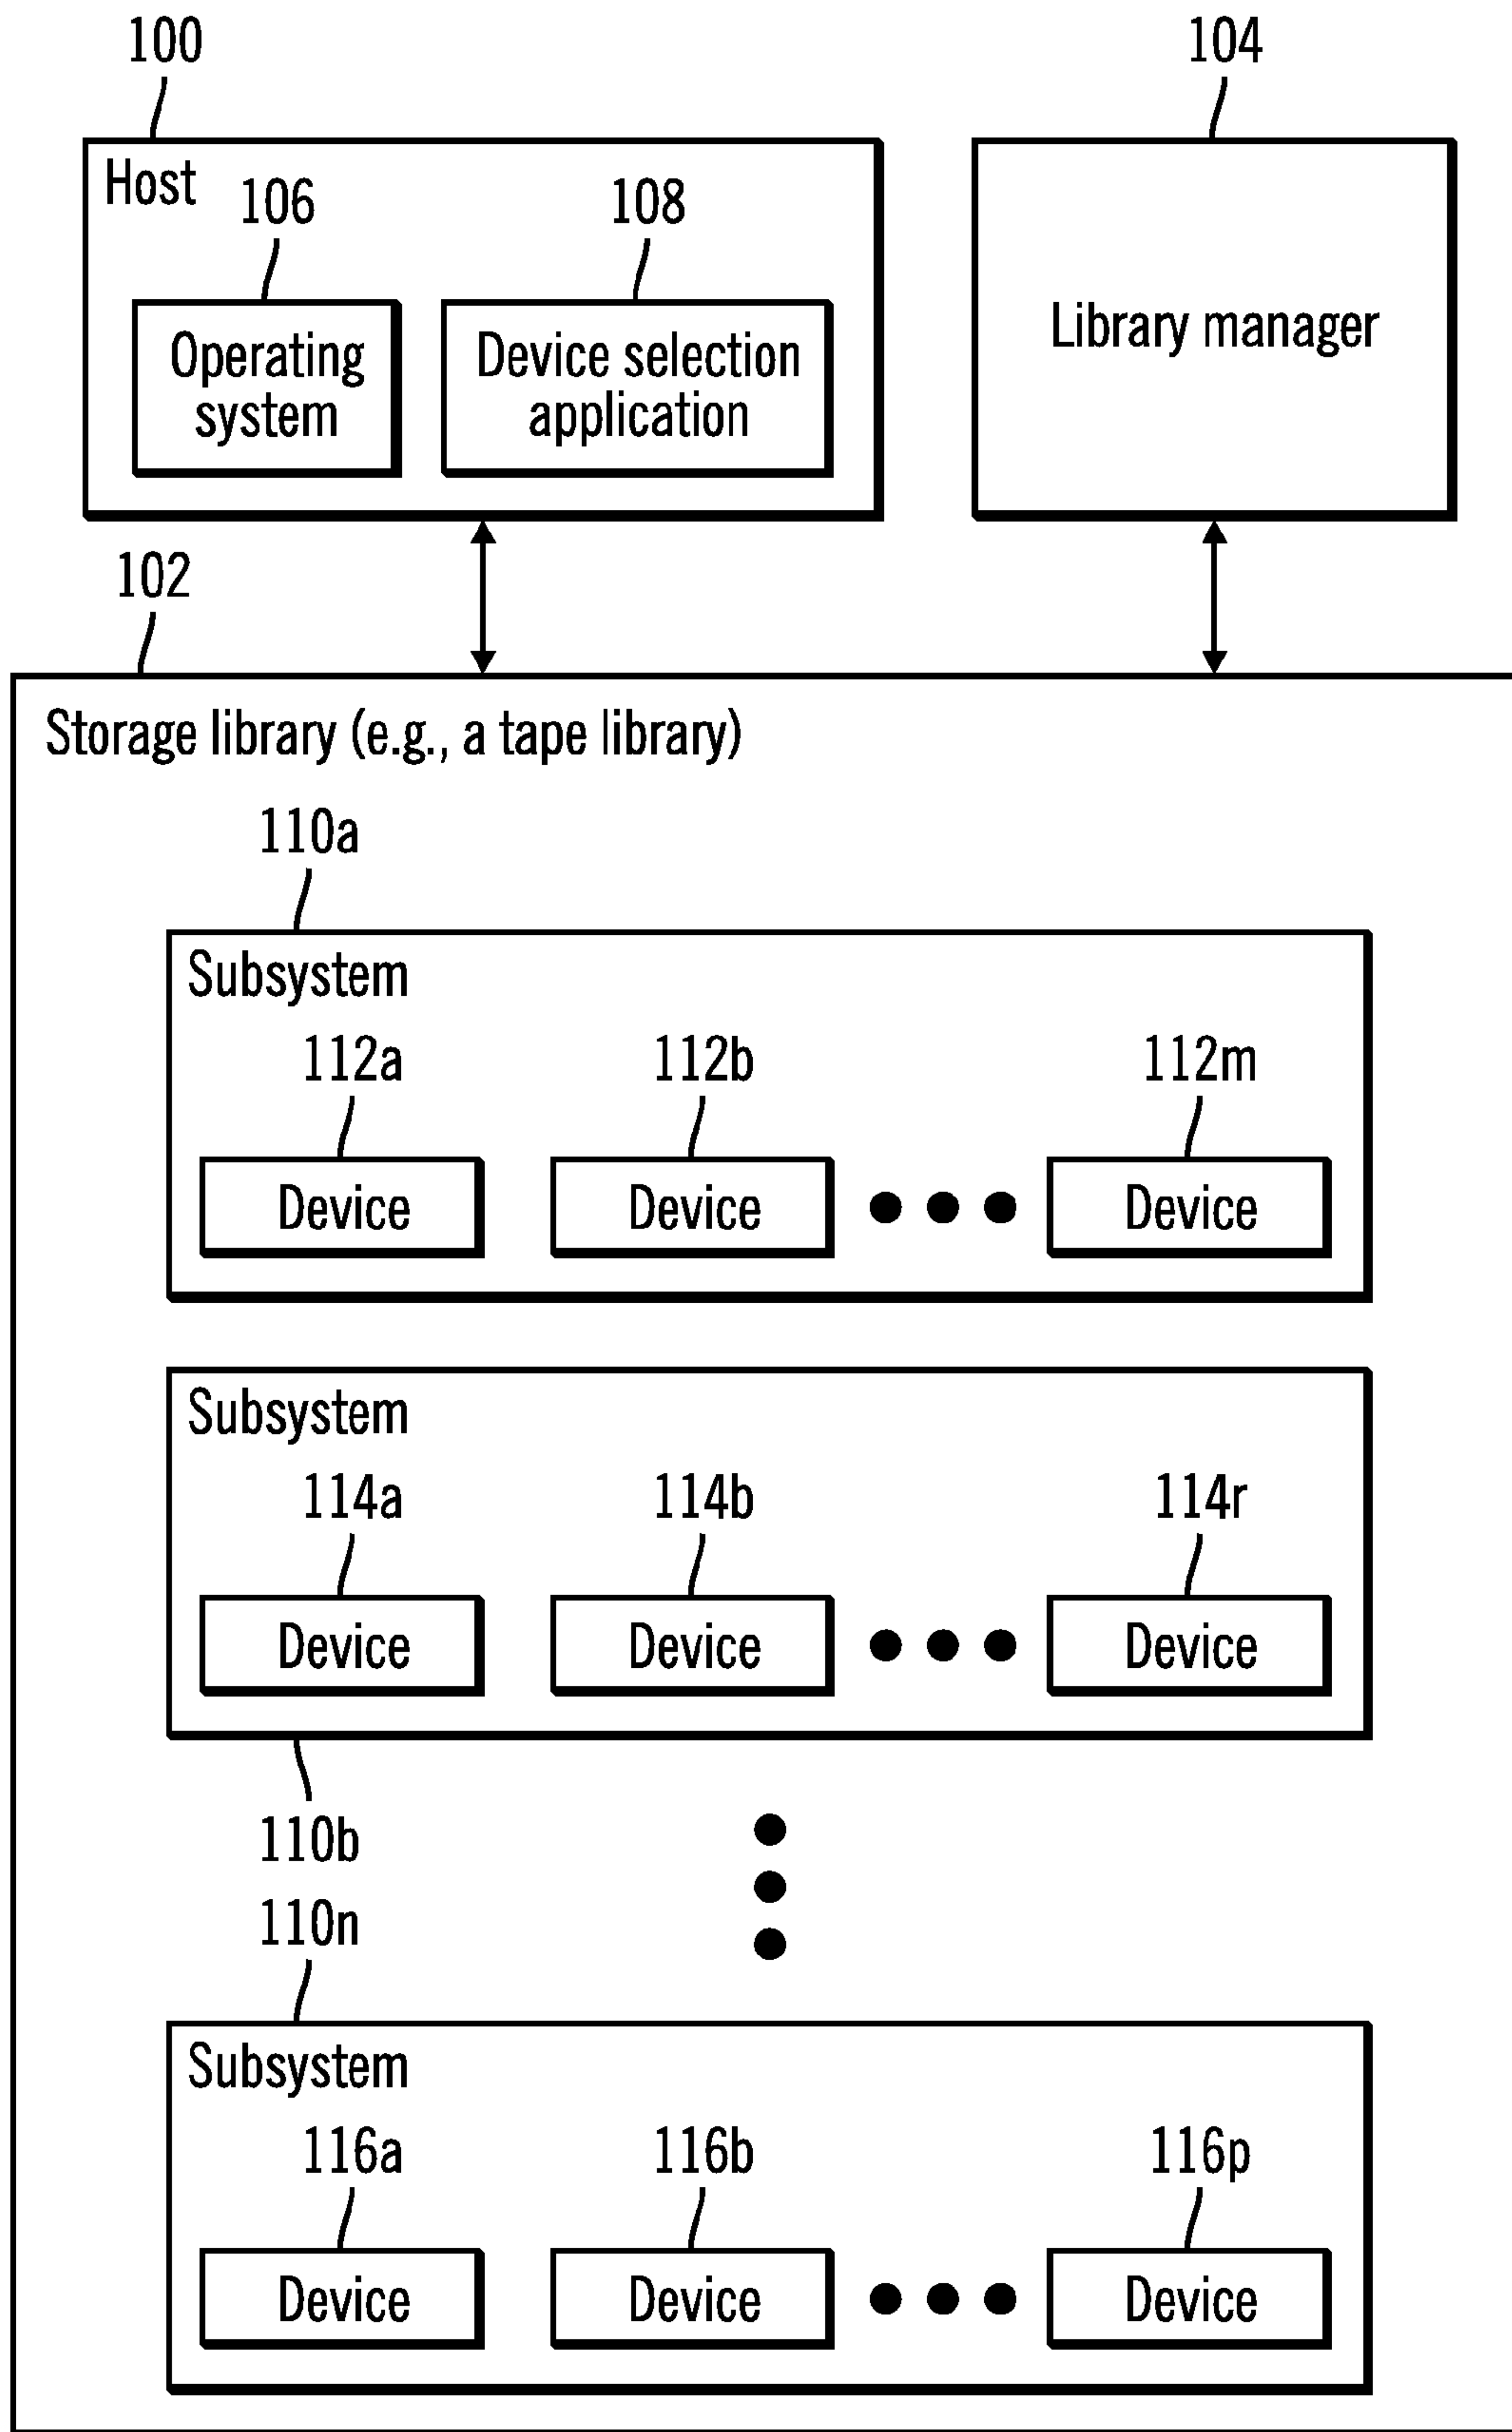 100
104
Host
106
108
Operating
system
Device selection
application
Library manager
102
Storage library (e.g., a tape library)
110a
Subsystem
112a
112b
112m
Device
Device
Device
Subsystem
114a
114b
114r
Device
Device
Device
110b
110n
Subsystem
116a
116b
116p
Device
Device
Device